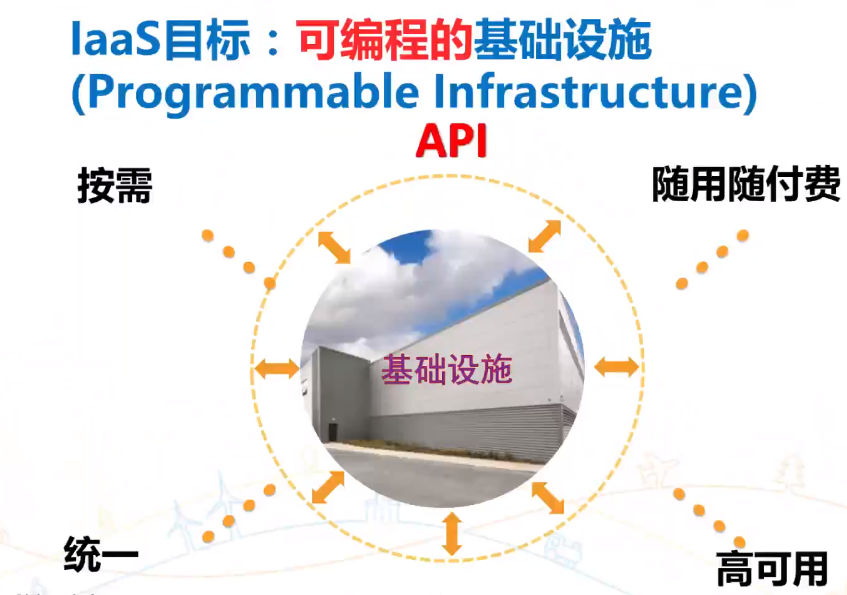 IaaS目标：可编程的基础设施
(Programmable Infrastructure)
API
按需
随用随付费
基础设施
统一
高可用